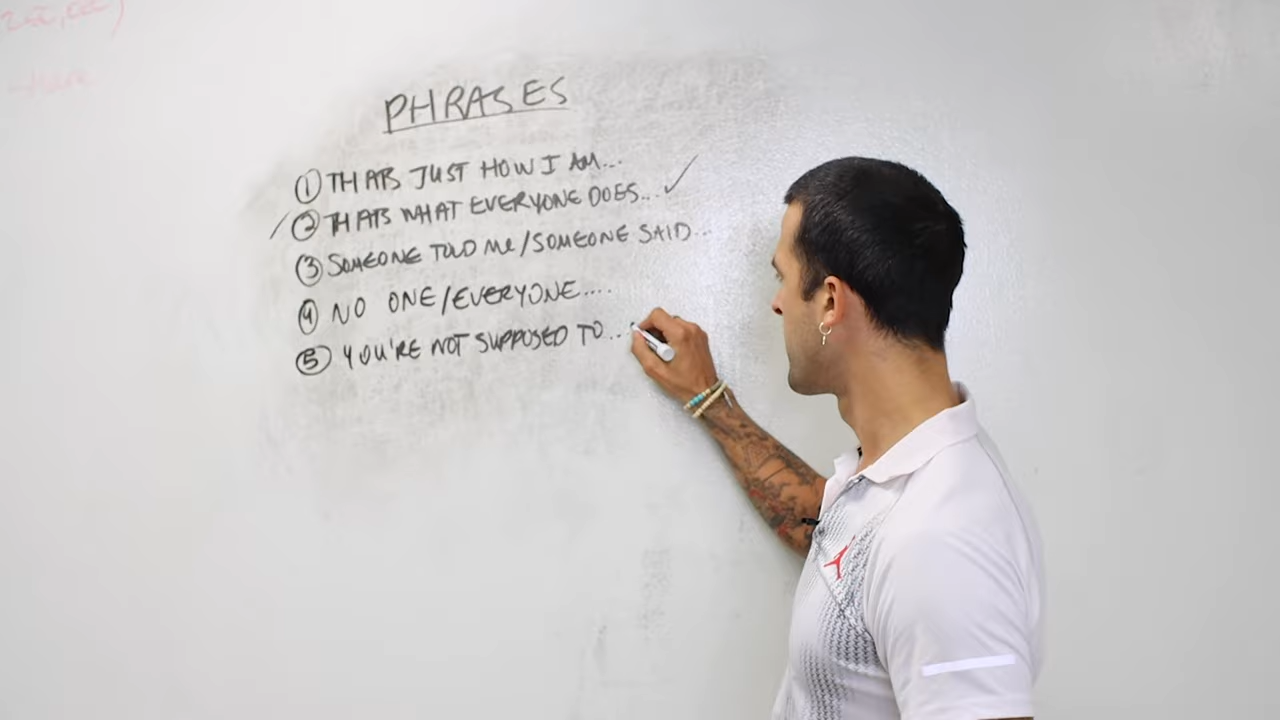 PHRASES
① THATS JUST HOW I AM...
② THATS WHAT EVERYONE DOES...
③ SOMEONE TOLD ME/SOMEONE SAID...
④ NO ONE/EVERYONE....
⑤ YOU'RE NOT SUPPOSED TO...